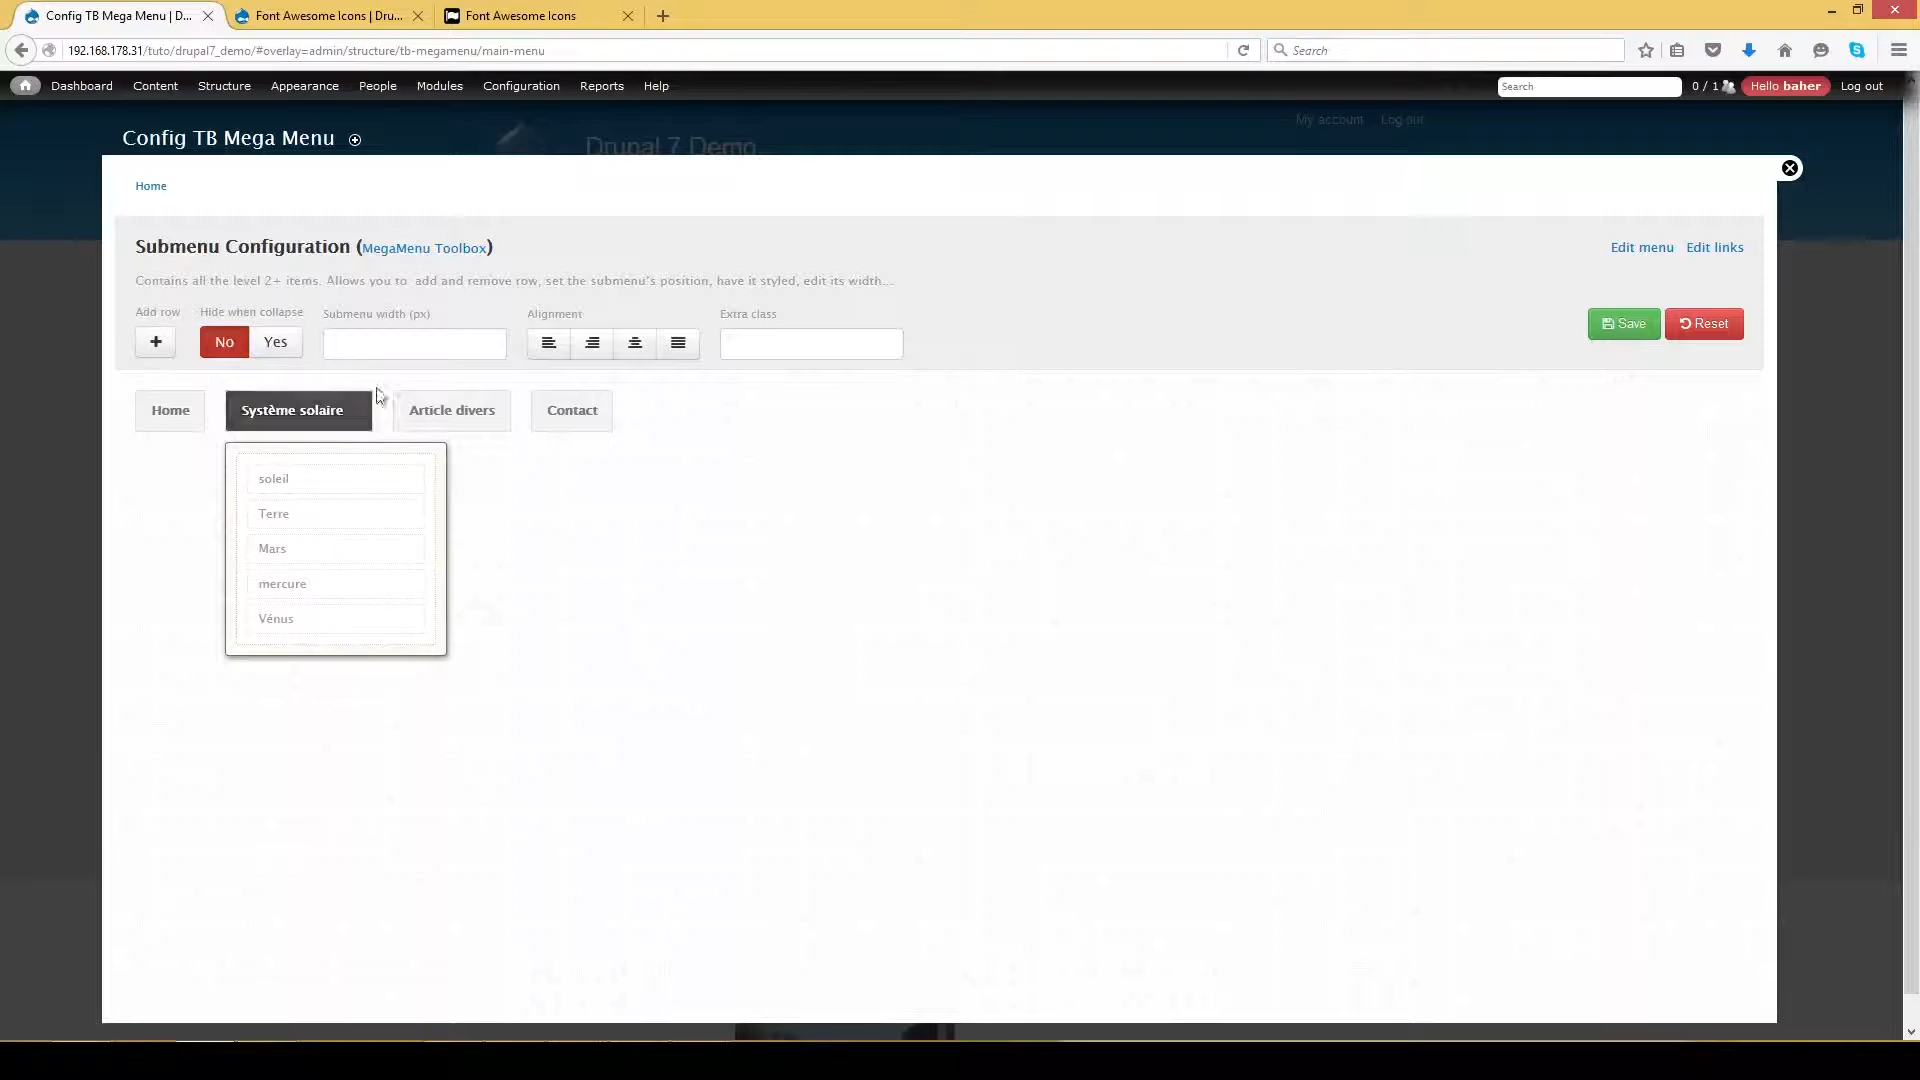 Config TB Mega Menu | D...
Font Awesome Icons | Dru...
Font Awesome Icons
192.168.178.31/tuto/drupal7_demo/#overlay=admin/structure/tb-megamenu/main-menu
Search
Dashboard Content Structure Appearance People Modules Configuration Reports Help
Search
0 / 1
Hello baher
Log out
My account Log out
Drupal 7 Demo
Config TB Mega Menu
Home
Submenu Configuration (MegaMenu Toolbox)
Edit menu Edit links
Contains all the level 2+ items. Allows you to add and remove row, set the submenu's position, have it styled, edit its width...
Add row Hide when collapse Submenu width (px) Alignment Extra class
No Yes
Save Reset
Home Système solaire Article divers Contact
soleil
Terre
Mars
mercure
Vénus